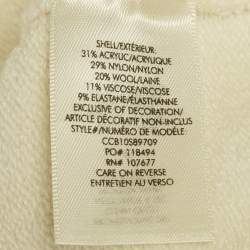 SHELL/EXTÉRIEUR:
31% ACRYLIC/ACRYLIQUE
29% NYLON/NYLON
20% WOOL/LAINE
11% VISCOSE/VISCOSE
9% ELASTANE/ÉLASTHANNE
EXCLUSIVE OF DECORATION/
ARTICLE DÉCORATIF NON-INCLUS
STYLE#/NUMÉRO DE MODÈLE:
CCB10S89709
PO# 118494
RN# 107677
CARE ON REVERSE
ENTRETIEN AU VERSO